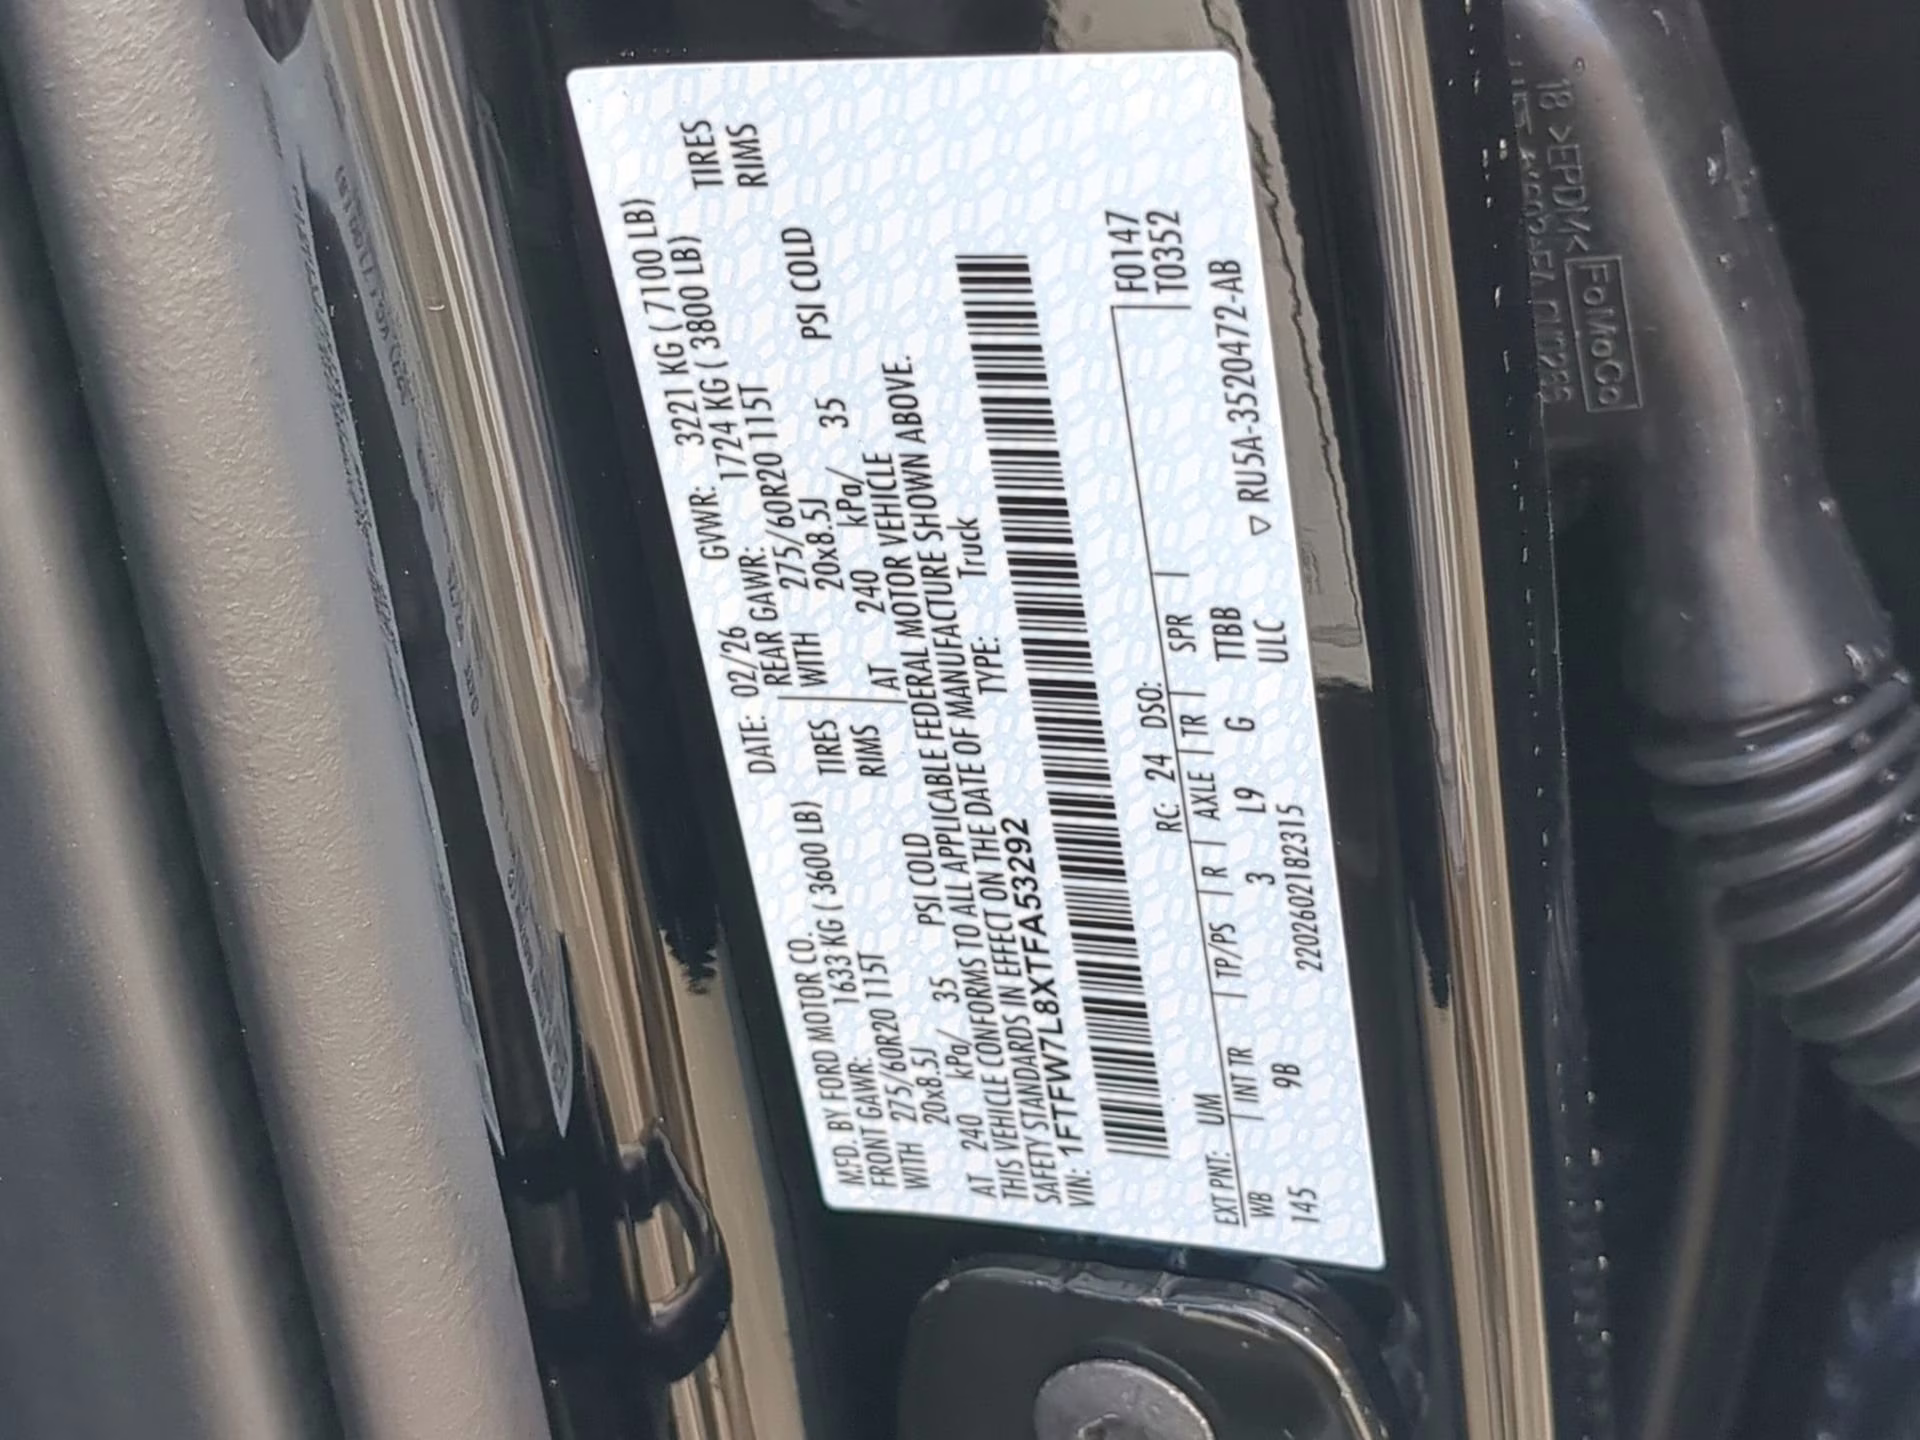 MFD. BY FORD MOTOR CO.
DATE: 02/26 GVWR: 3221 KG ( 7100 LB)
FRONT GAWR: 1633 KG ( 3600 LB) REAR GAWR: 1724 KG ( 3800 LB)
WITH 275/60R20 115T TIRES WITH 275/60R20 115T TIRES
20x8.5J RIMS 20x8.5J RIMS
AT 240 kPa/ 35 PSI COLD AT 240 kPa/ 35 PSI COLD
THIS VEHICLE CONFORMS TO ALL APPLICABLE FEDERAL MOTOR VEHICLE
SAFETY STANDARDS IN EFFECT ON THE DATE OF MANUFACTURE SHOWN ABOVE.
VIN: 1FTFW7L8XTFA53292 TYPE: Truck
F0147
T0352
EXT PNT: UM RC: 24 DSO:
WB INT TR TP/PS R AXLE TR SPR
145 9B 3 L9 G TTBB
2202602182315 ULC ▽ RU5A-3520472-AB
18 >EPDM<
FoMoCo